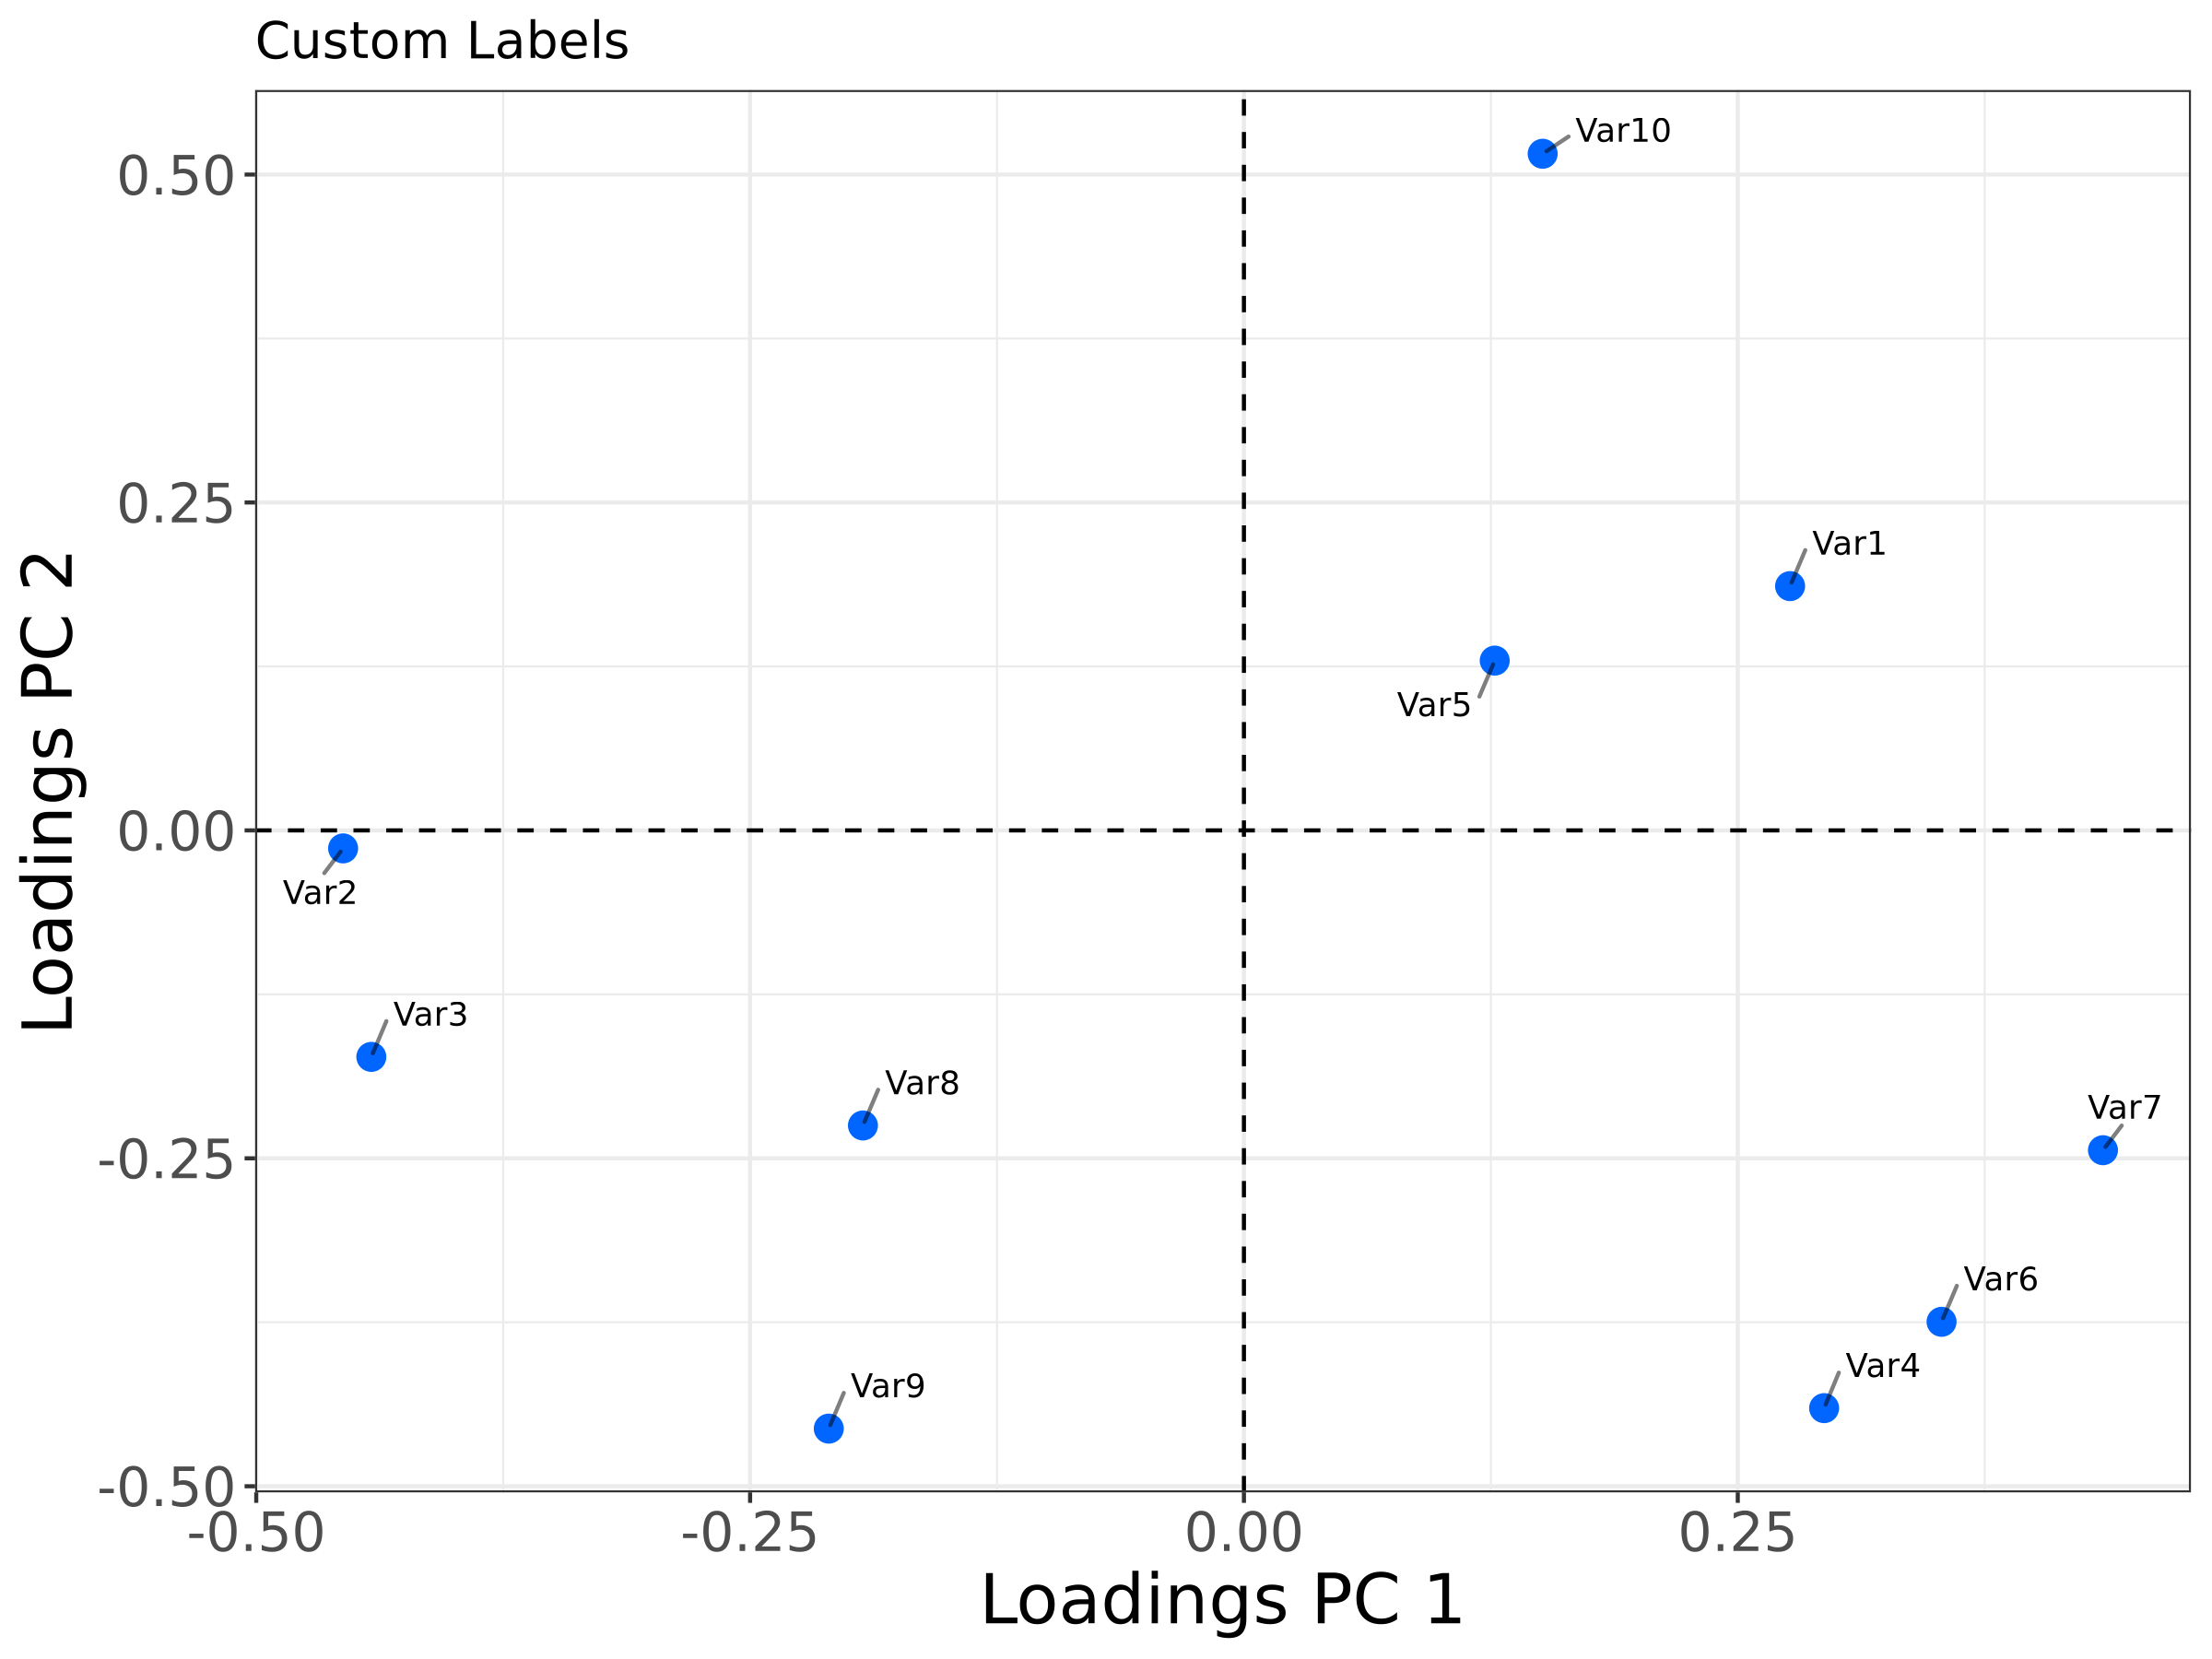 Custom Labels
Var10
0.50
0.25
Var1
Var5
0.00
Var2
Var3
Var8
Var7
-0.25
Var6
Var4
Var9
-0.50
-0.50
-0.25
0.00
0.25
Loadings PC 1
Loadings PC 2